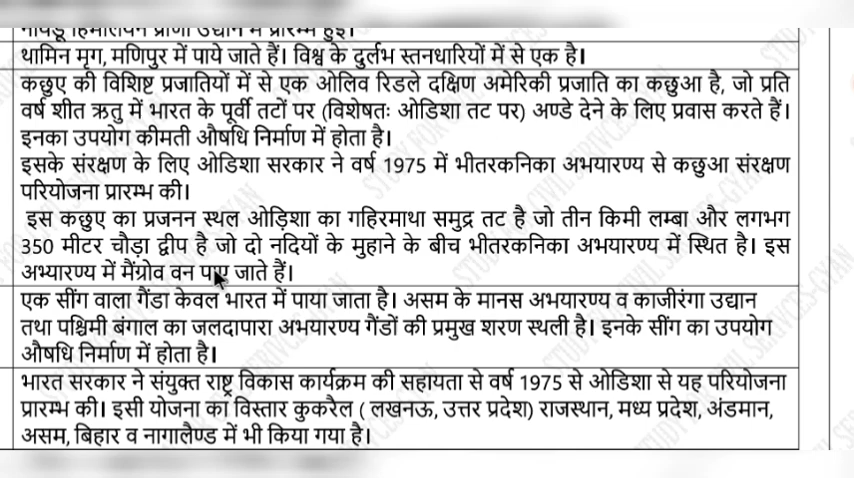 नायडू हिमालियन प्राणी उद्यान में प्रारम्भ हुई।
थामिन मृग, मणिपुर में पाये जाते हैं। विश्व के दुर्लभ स्तनधारियों में से एक है।
कछुए की विशिष्ट प्रजातियों में से एक ओलिव रिडले दक्षिण अमेरिकी प्रजाति का कछुआ है, जो प्रति
वर्ष शीत ऋतु में भारत के पूर्वी तटों पर (विशेषतः ओडिशा तट पर) अण्डे देने के लिए प्रवास करते हैं।
इनका उपयोग कीमती औषधि निर्माण में होता है।
इसके संरक्षण के लिए ओडिशा सरकार ने वर्ष 1975 में भीतरकनिका अभयारण्य से कछुआ संरक्षण
परियोजना प्रारम्भ की।
इस कछुए का प्रजनन स्थल ओड़िशा का गहिरमाथा समुद्र तट है जो तीन किमी लम्बा और लगभग
350 मीटर चौड़ा द्वीप है जो दो नदियों के मुहाने के बीच भीतरकनिका अभयारण्य में स्थित है। इस
अभ्यारण्य में मैंग्रोव वन पाए जाते हैं।
एक सींग वाला गैंडा केवल भारत में पाया जाता है। असम के मानस अभयारण्य व काजीरंगा उद्यान
तथा पश्चिमी बंगाल का जलदापारा अभयारण्य गैंडों की प्रमुख शरण स्थली है। इनके सींग का उपयोग
औषधि निर्माण में होता है।
भारत सरकार ने संयुक्त राष्ट्र विकास कार्यक्रम की सहायता से वर्ष 1975 से ओडिशा से यह परियोजना
प्रारम्भ की। इसी योजना का विस्तार कुकरैल ( लखनऊ, उत्तर प्रदेश) राजस्थान, मध्य प्रदेश, अंडमान,
असम, बिहार व नागालैण्ड में भी किया गया है।